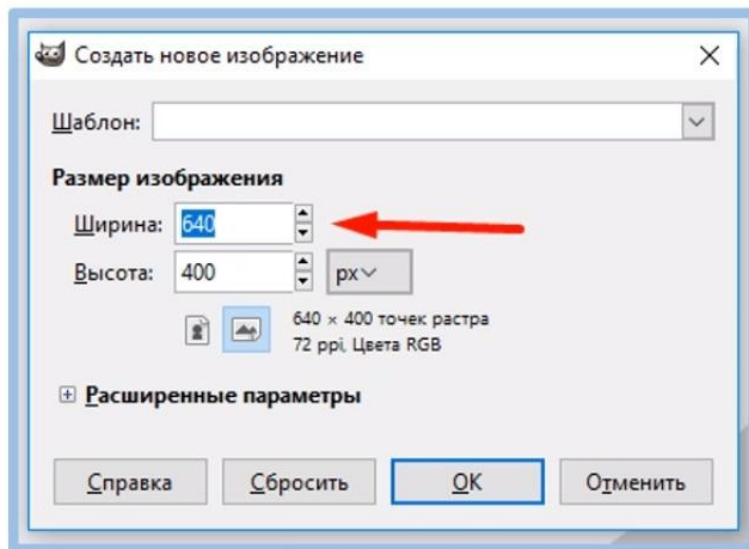 Создать новое изображение
Шаблон:
Размер изображения
Ширина: 640
Высота: 400 px
640 × 400 точек растра
72 ppi, Цвета RGB
Расширенные параметры
Справка Сбросить OK Отменить